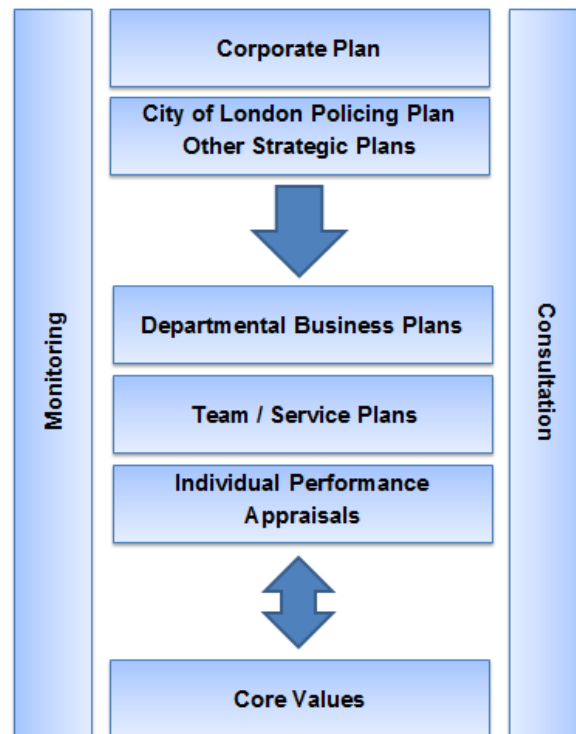 Corporate Plan
City of London Policing Plan
Other Strategic Plans
Monitoring
Departmental Business Plans
Consultation
Team / Service Plans
Individual Performance
Appraisals
Core Values